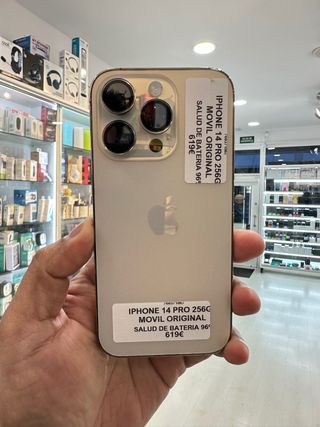 IPHONE 14 PRO 256G
MOVIL ORIGINAL
SALUD DE BATERIA 96%
619€
IPHONE 14 PRO 256G
MOVIL ORIGINAL
SALUD DE BATERIA 96%
619€